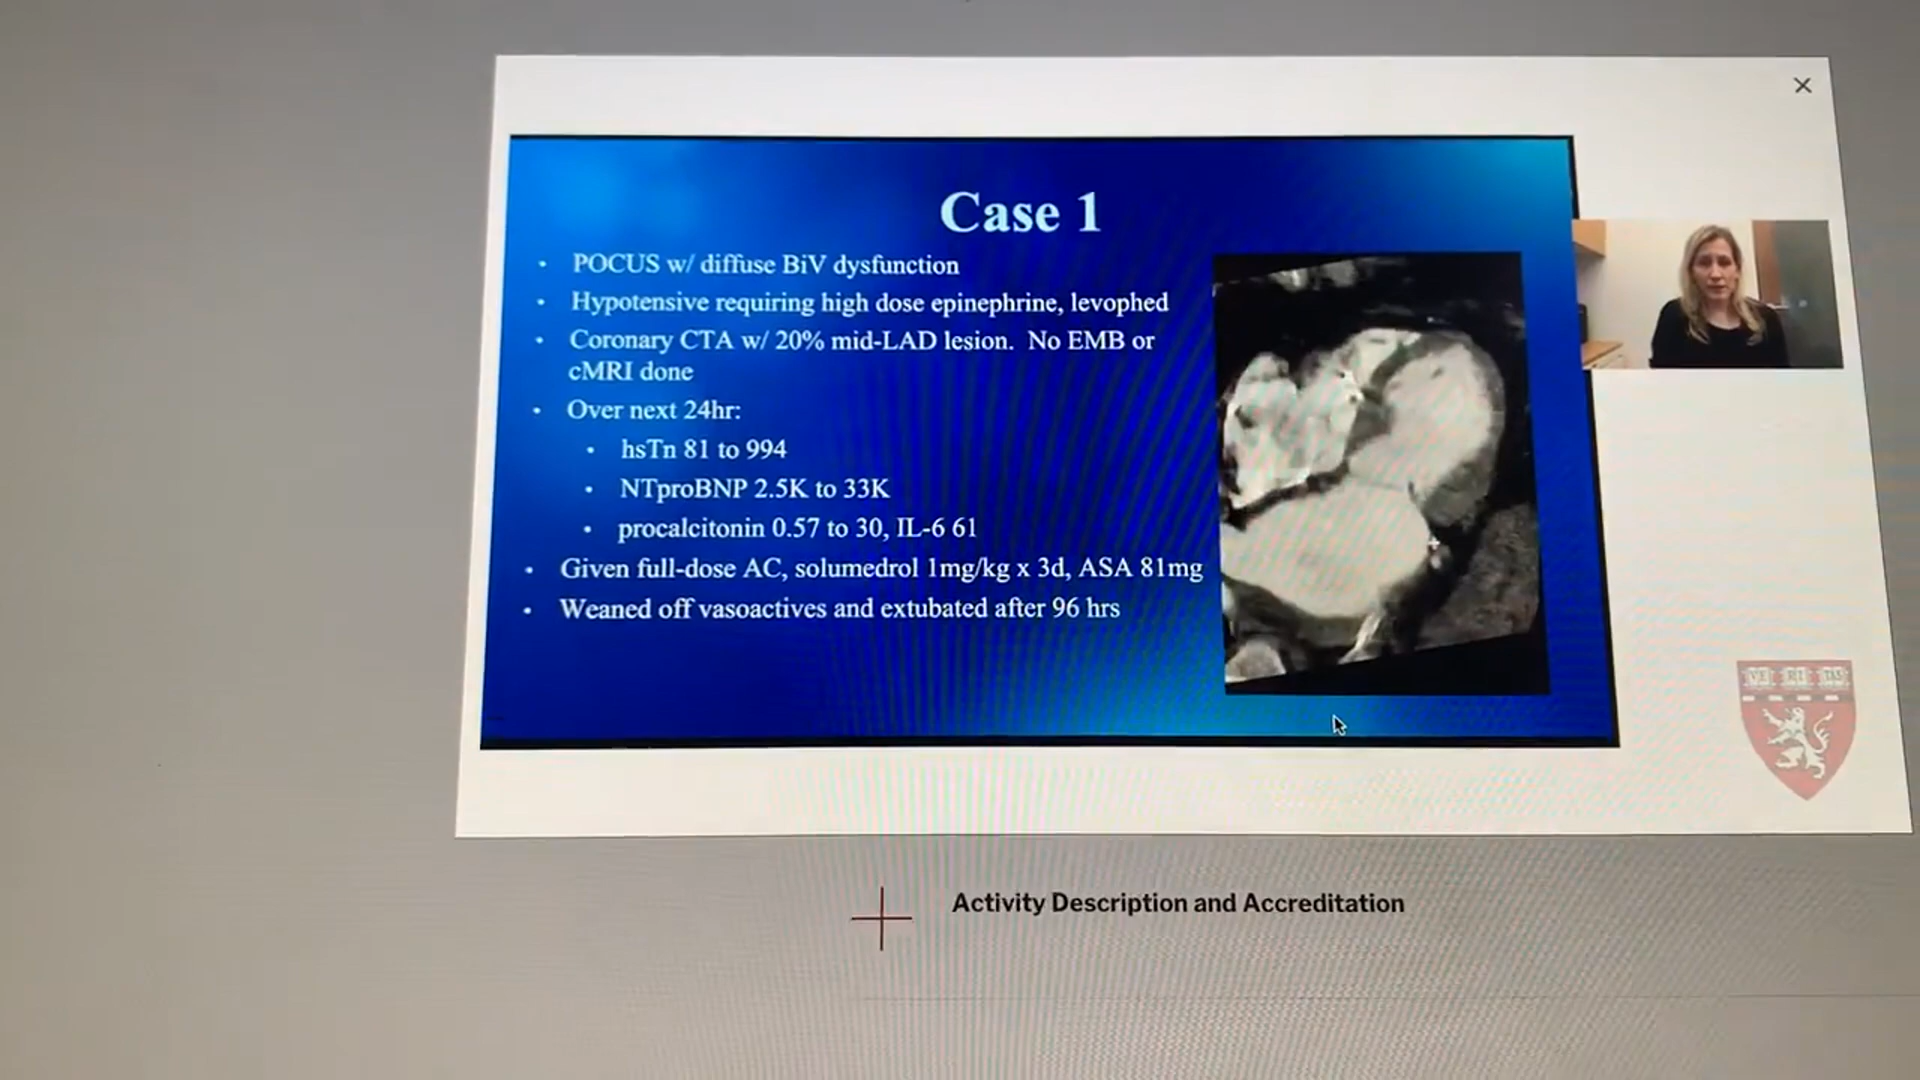 Case 1
• POCUS w/ diffuse BiV dysfunction
• Hypotensive requiring high dose epinephrine, levophed
• Coronary CTA w/ 20% mid-LAD lesion. No EMB or
cMRI done
• Over next 24hr:
• hsTn 81 to 994
• NTproBNP 2.5K to 33K
• procalcitonin 0.57 to 30, IL-6 61
• Given full-dose AC, solumedrol 1mg/kg x 3d, ASA 81mg
• Weaned off vasoactives and extubated after 96 hrs
VE RI TAS
Activity Description and Accreditation